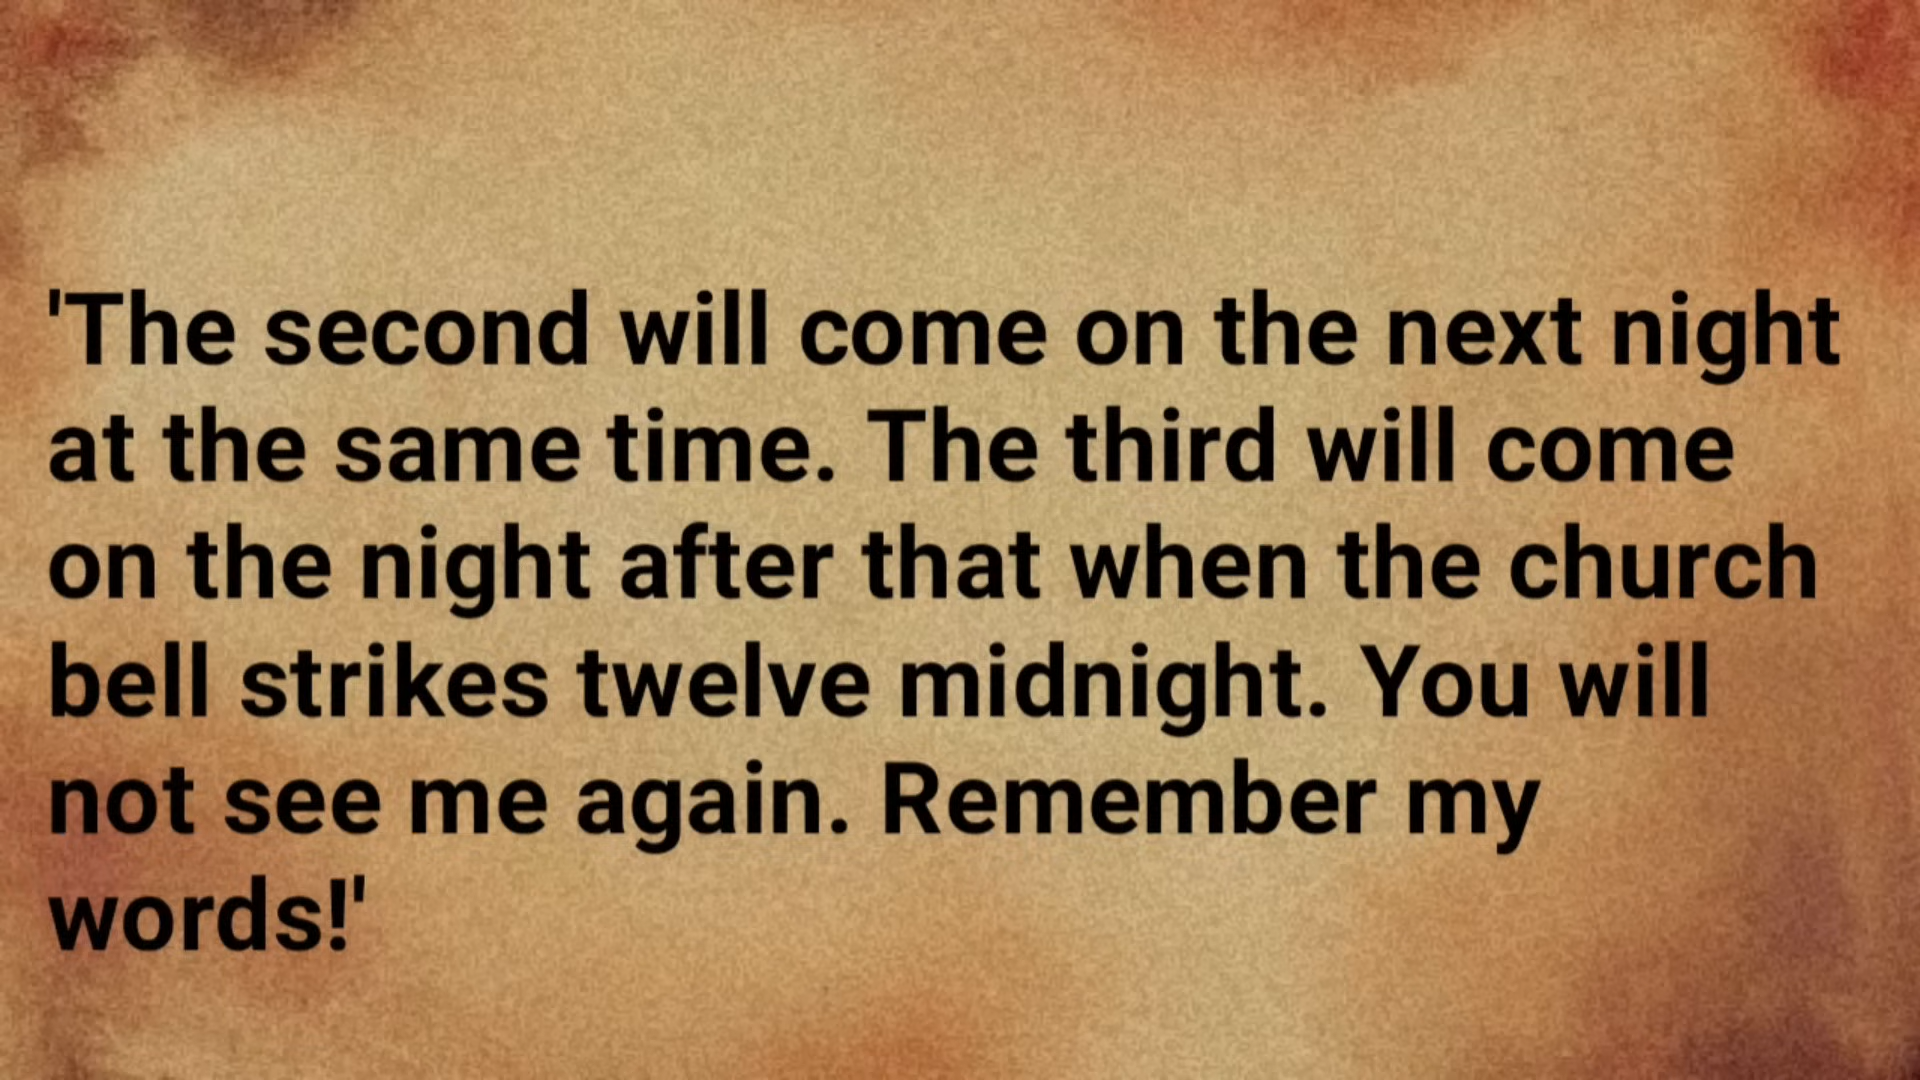 'The second will come on the next night
at the same time. The third will come
on the night after that when the church
bell strikes twelve midnight. You will
not see me again. Remember my
words!'